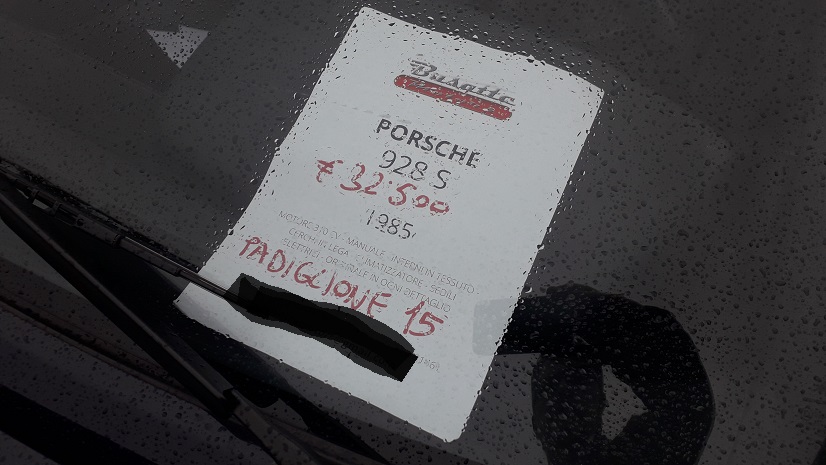 Busatto
PORSCHE
928 S
€ 32.500
1985
MOTORE 310 CV - MANUALE - INTERNI IN TESSUTO -
CERCHI IN LEGA - CLIMATIZZATORE - SEDILI
ELETTRICI - ORIGINALE IN OGNI DETTAGLIO
PADIGLIONE 15